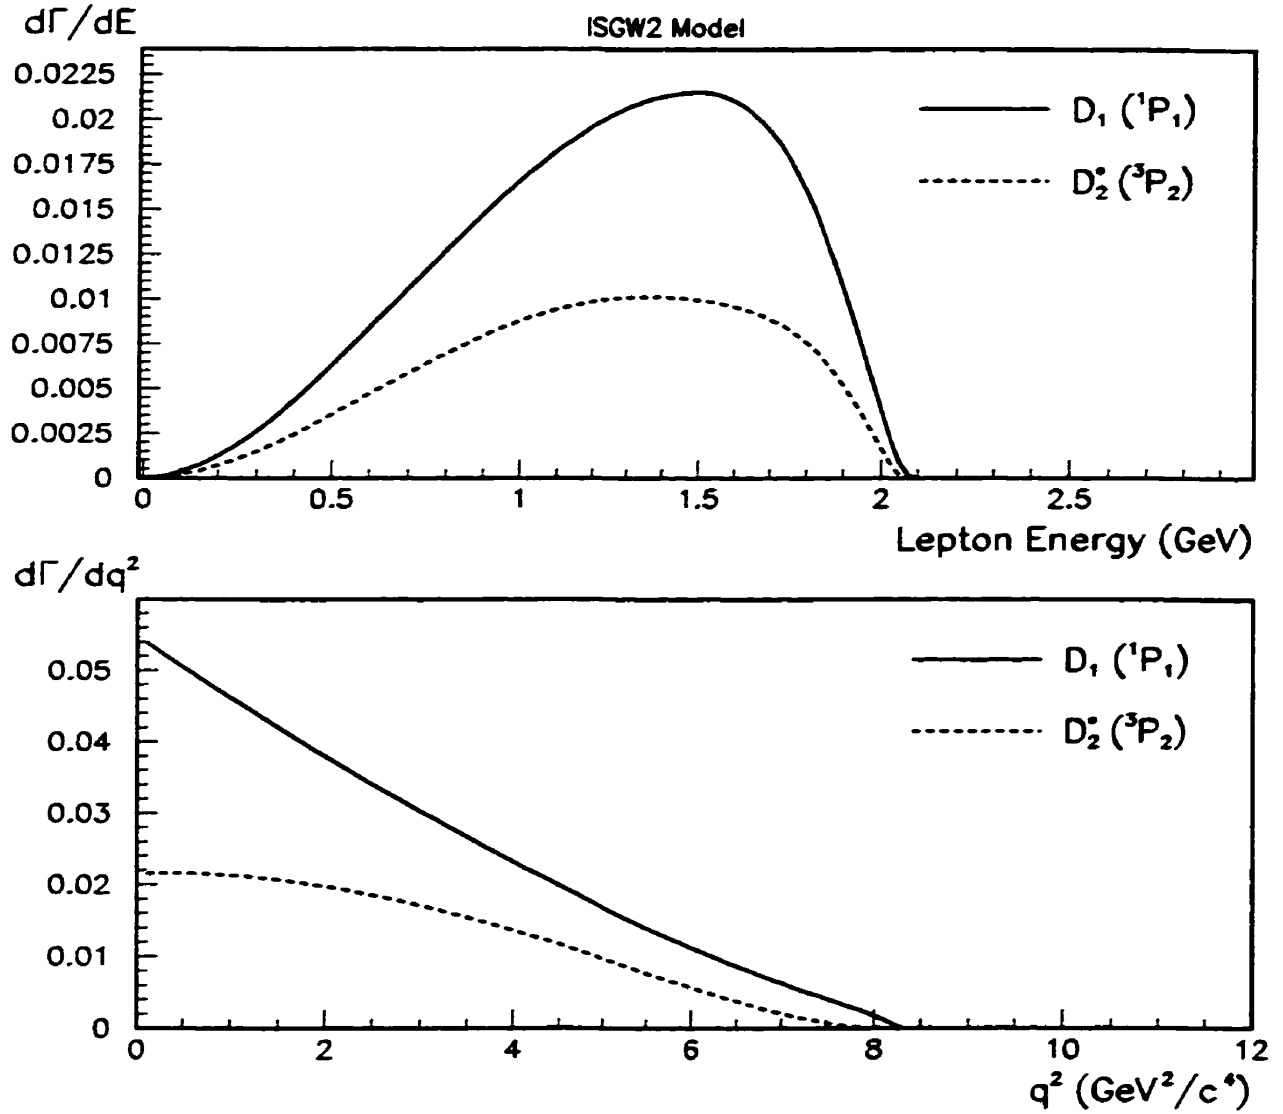 dΓ/dE
ISGW2 Model
0.0225
0.02
0.0175
0.015
0.0125
0.01
0.0075
0.005
0.0025
0
D₁ (¹P₁)
D₂* (³P₂)
0 0.5 1 1.5 2 2.5
Lepton Energy (GeV)
dΓ/dq²
0.05
0.04
0.03
0.02
0.01
0
D₁ (¹P₁)
D₂* (³P₂)
0 2 4 6 8 10 12
q² (GeV²/c⁴)